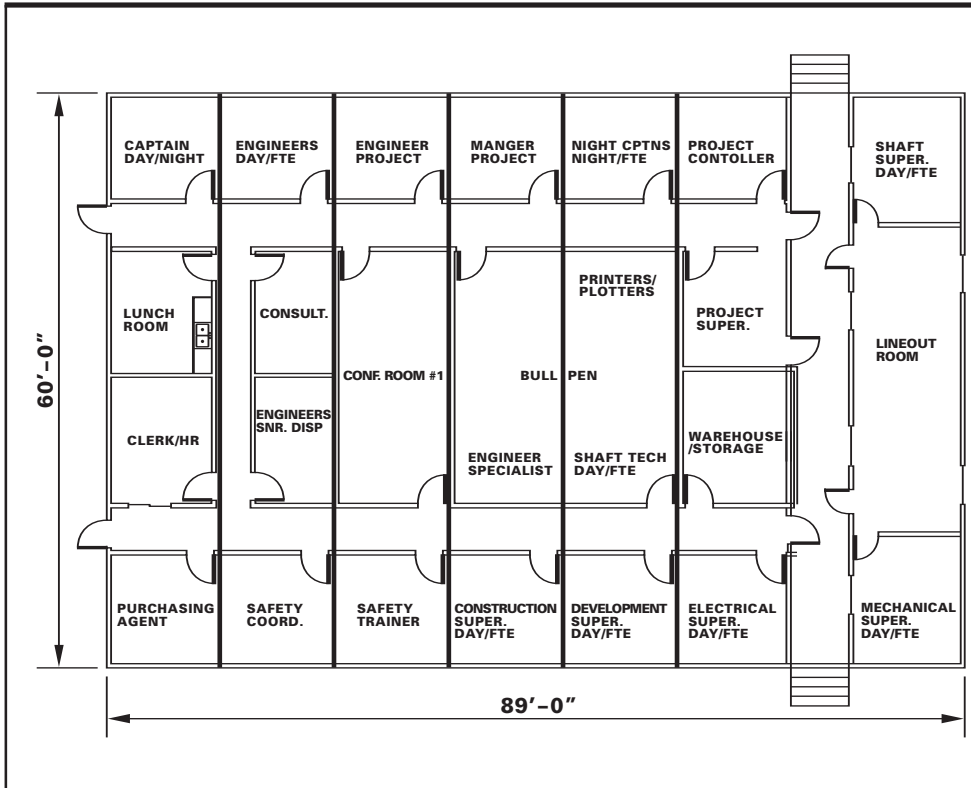 CAPTAIN
DAY/NIGHT
ENGINEERS
DAY/FTE
ENGINEER
PROJECT
MANGER
PROJECT
NIGHT CPTNS
NIGHT/FTE
PROJECT
CONTOLLER
SHAFT
SUPER.
DAY/FTE
LUNCH
ROOM
CONSULT.
PRINTERS/
PLOTTERS
PROJECT
SUPER.
LINEOUT
ROOM
60'-0"
CONF. ROOM #1
BULL PEN
CLERK/HR
ENGINEERS
SNR. DISP
ENGINEER
SPECIALIST
SHAFT TECH
DAY/FTE
WAREHOUSE
/STORAGE
PURCHASING
AGENT
SAFETY
COORD.
SAFETY
TRAINER
CONSTRUCTION
SUPER.
DAY/FTE
DEVELOPMENT
SUPER.
DAY/FTE
ELECTRICAL
SUPER.
DAY/FTE
MECHANICAL
SUPER.
DAY/FTE
89'-0"